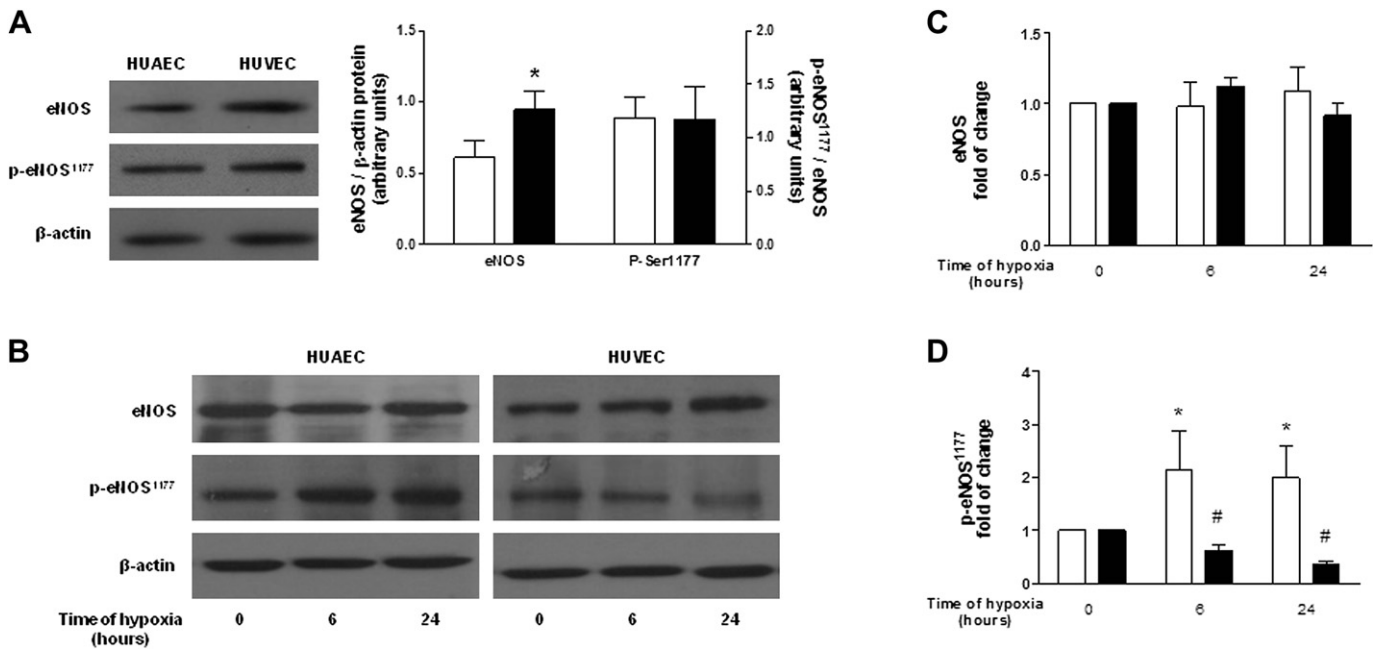 A
HUAEC HUVEC
eNOS
p-eNOS¹¹⁷⁷
β-actin
eNOS / β-actin protein
(arbitrary units)
1.5
1.0
0.5
0.0
*
eNOS P-Ser1177
2.0
1.5
1.0
0.5
0.0
p-eNOS¹¹⁷⁷ / eNOS
(arbitrary units)
B
HUAEC HUVEC
eNOS
p-eNOS¹¹⁷⁷
β-actin
Time of hypoxia
(hours)
0 6 24 0 6 24
C
eNOS
fold of change
1.5
1.0
0.5
1.0
Time of hypoxia
(hours)
0 6 24
D
p-eNOS¹¹⁷⁷
fold of change
4
3
2
1
0
* *
# #
Time of hypoxia
(hours)
0 6 24